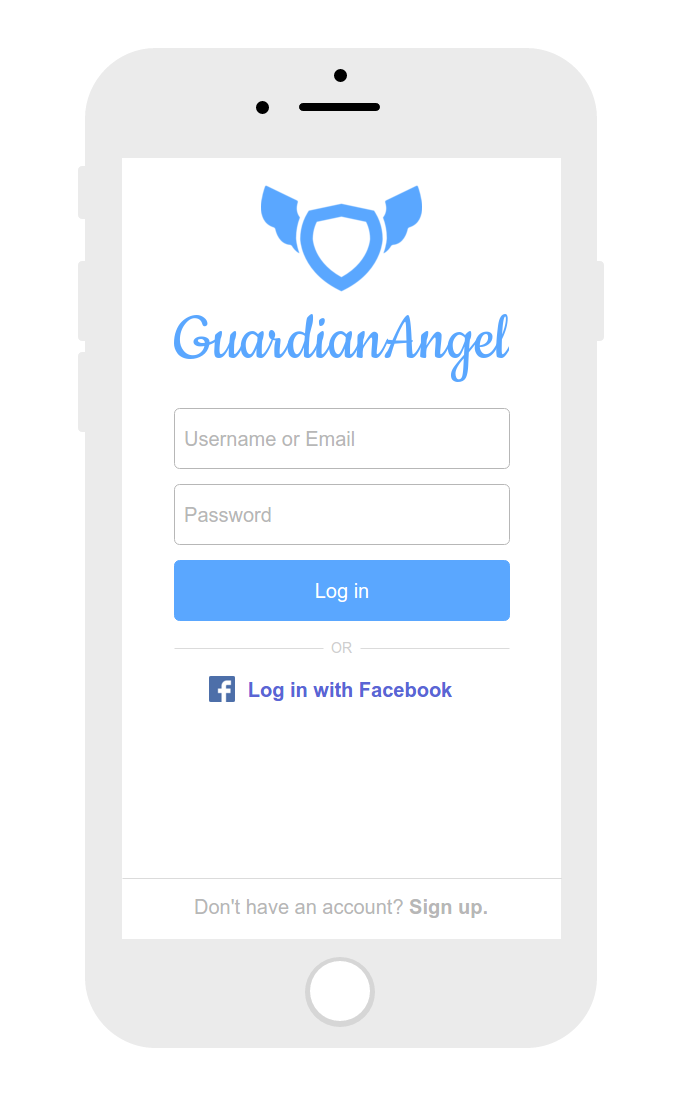 GuardianAngel
Username or Email
Password
Log in
OR
Log in with Facebook
Don't have an account? Sign up.